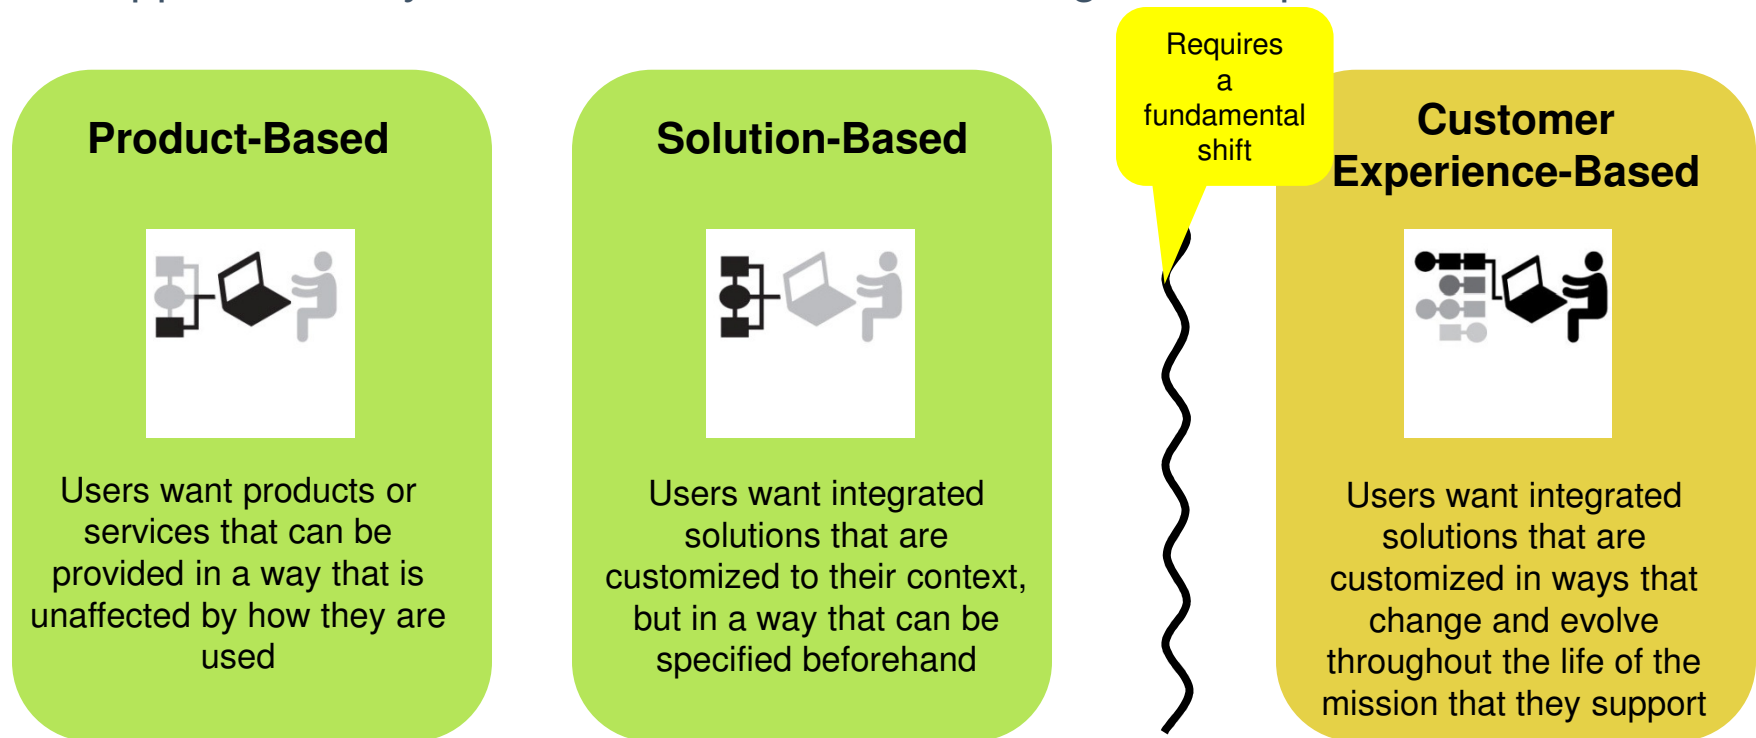 Product-Based
Users want products or
services that can be
provided in a way that is
unaffected by how they are
used
Solution-Based
Users want integrated
solutions that are
customized to their context,
but in a way that can be
specified beforehand
Requires
a
fundamental
shift
Customer
Experience-Based
Users want integrated
solutions that are
customized in ways that
change and evolve
throughout the life of the
mission that they support